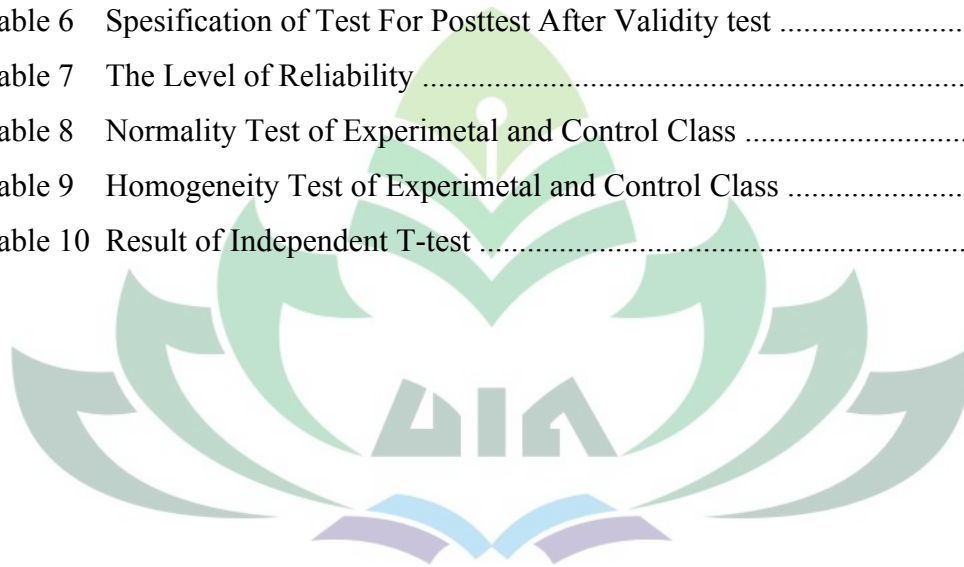 able 6 Spesification of Test For Posttest After Validity test ......................
able 7 The Level of Reliability ...........................................................................
able 8 Normality Test of Experimetal and Control Class ...........................
able 9 Homogeneity Test of Experimetal and Control Class ......................
able 10 Result of Independent T-test ..................................................................
UIN